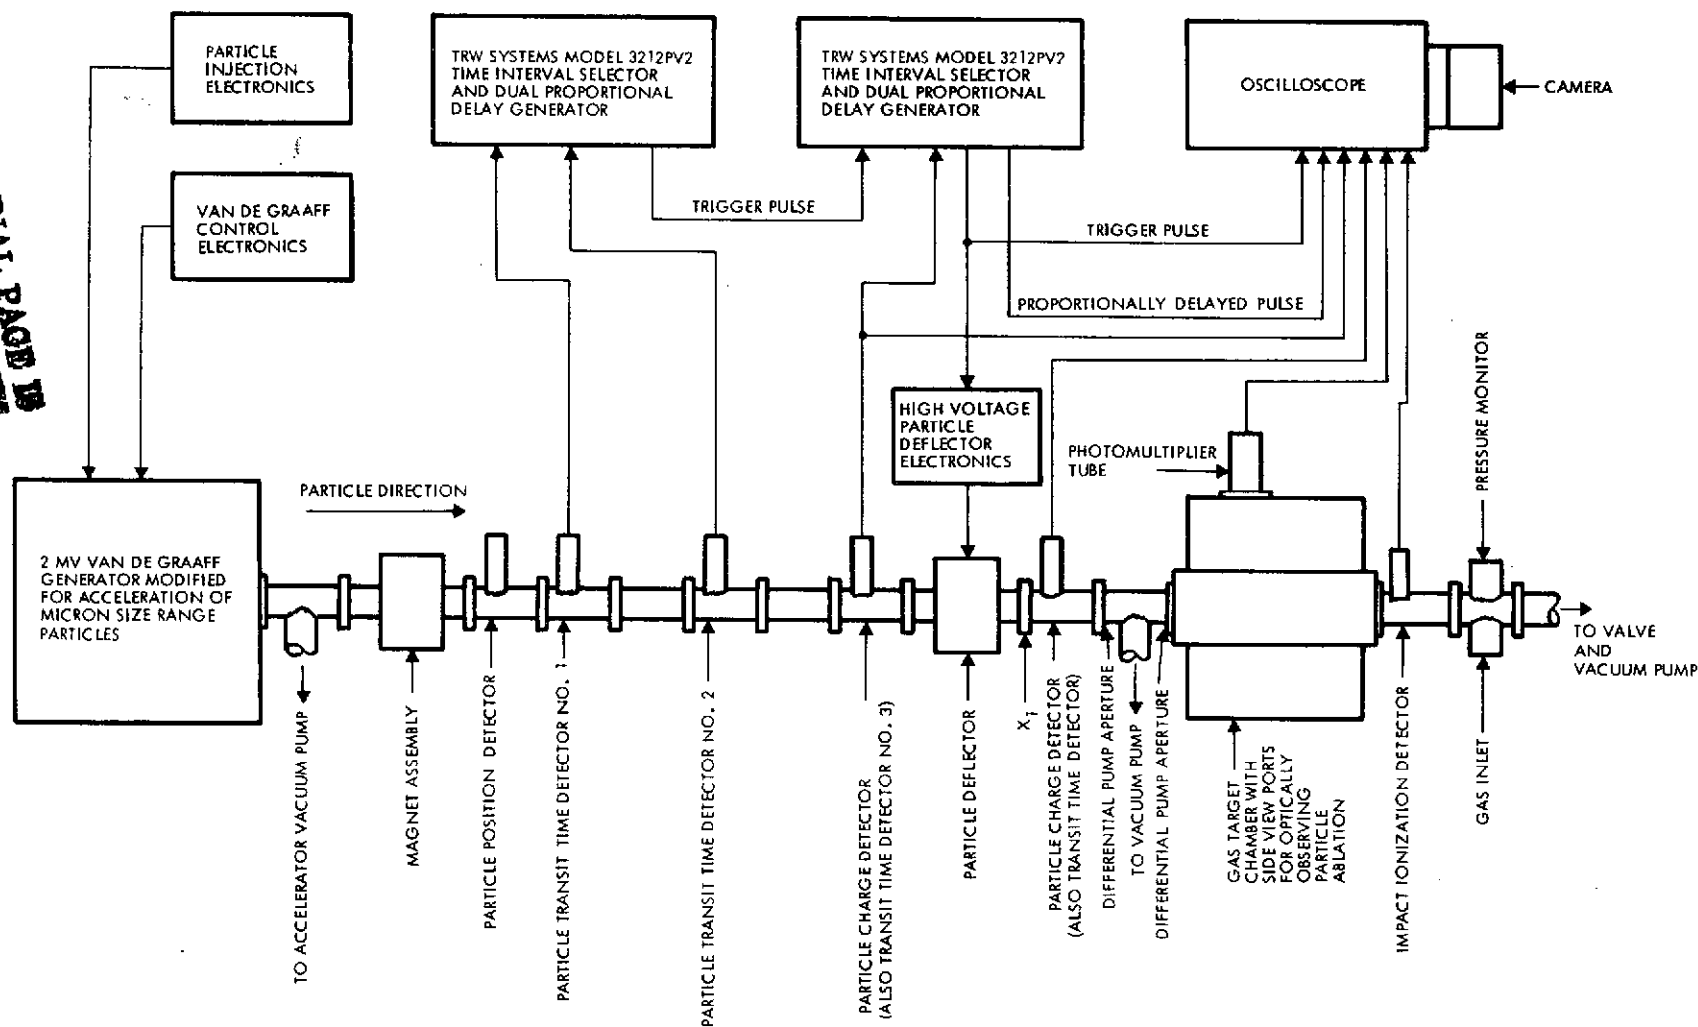 PARTICLE
INJECTION
ELECTRONICS
VAN DE GRAAFF
CONTROL
ELECTRONICS
TRW SYSTEMS MODEL 3212PV2
TIME INTERVAL SELECTOR
AND DUAL PROPORTIONAL
DELAY GENERATOR
TRW SYSTEMS MODEL 3212PV?
TIME INTERVAL SELECTOR
AND DUAL PROPORTIONAL
DELAY GENERATOR
OSCILLOSCOPE
CAMERA
TRIGGER PULSE
TRIGGER PULSE
PROPORTIONALLY DELAYED PULSE
PAGE IS
HIGH VOLTAGE
PARTICLE
DEFLECTOR
ELECTRONICS
PHOTOMULTIPLIER
TUBE
PRESSURE MONITOR
PARTICLE DIRECTION
2 MV VAN DE GRAAFF
GENERATOR MODIFIED
FOR ACCELERATION OF
MICRON SIZE RANGE
PARTICLES
TO VALVE
AND
VACUUM PUMP
TO ACCELERATOR VACUUM PUMP
MAGNET ASSEMBLY
PARTICLE POSITION DETECTOR
PARTICLE TRANSIT TIME DETECTOR NO. 1
PARTICLE TRANSIT TIME DETECTOR NO. 2
PARTICLE CHARGE DETECTOR
(ALSO TRANSIT TIME DETECTOR NO. 3)
PARTICLE DEFLECTOR
PARTICLE CHARGE DETECTOR
(ALSO TRANSIT TIME DETECTOR)
DIFFERENTIAL PUMP APERTURE
TO VACUUM PUMP
DIFFERENTIAL PUMP APERTURE
GAS TARGET
CHAMBER WITH
SIDE VIEW PORTS
FOR OPTICALLY
OBSERVING
PARTICLE
ABLATION
IMPACT IONIZATION DETECTOR
GAS INLET